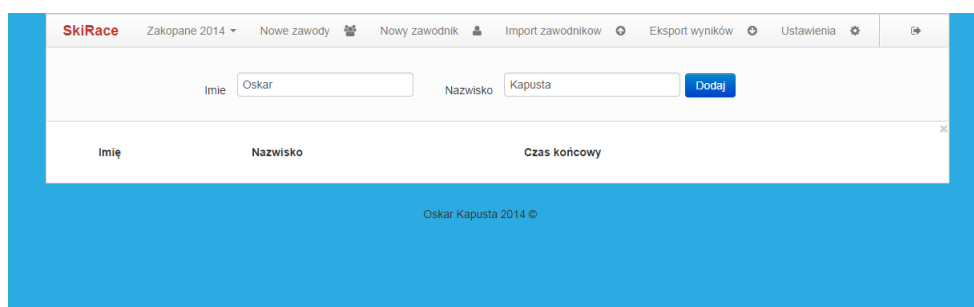 SkiRace Zakopane 2014 Nowe zawody Nowy zawodnik Import zawodnikow Eksport wyników Ustawienia
Imie Oskar Nazwisko Kapusta Dodaj
Imię Nazwisko Czas końcowy
Oskar Kapusta 2014 ©